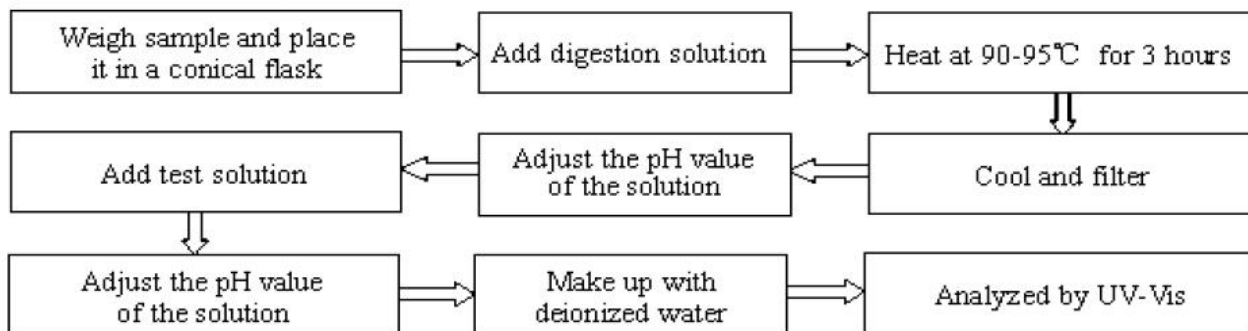 Weigh sample and place
it in a conical flask
Add digestion solution
Heat at 90-95℃ for 3 hours
Cool and filter
Adjust the pH value
of the solution
Add test solution
Adjust the pH value
of the solution
Make up with
deionized water
Analyzed by UV-Vis